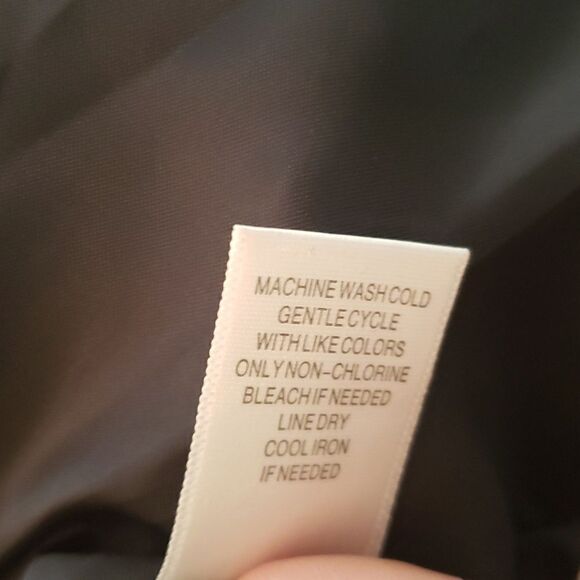 MACHINE WASH COLD
GENTLE CYCLE
WITH LIKE COLORS
ONLY NON-CHLORINE
BLEACH IF NEEDED
LINE DRY
COOL IRON
IF NEEDED